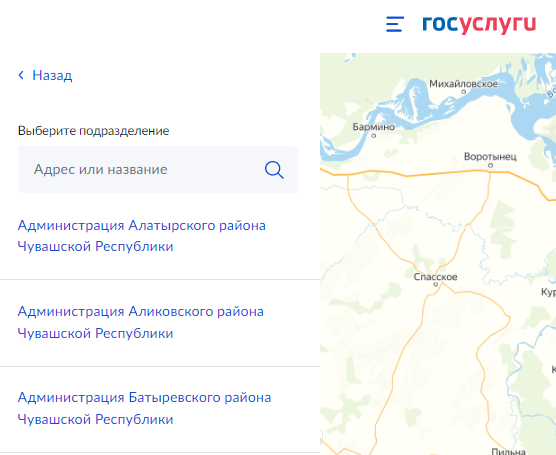 госуслуги
Назад
Выберите подразделение
Адрес или название
Администрация Алатырского района
Чувашской Республики
Администрация Аликовского района
Чувашской Республики
Администрация Батыревского района
Чувашской Республики
Михайловское
Бармино
Воротынец
Спасское
Кур
Пильна